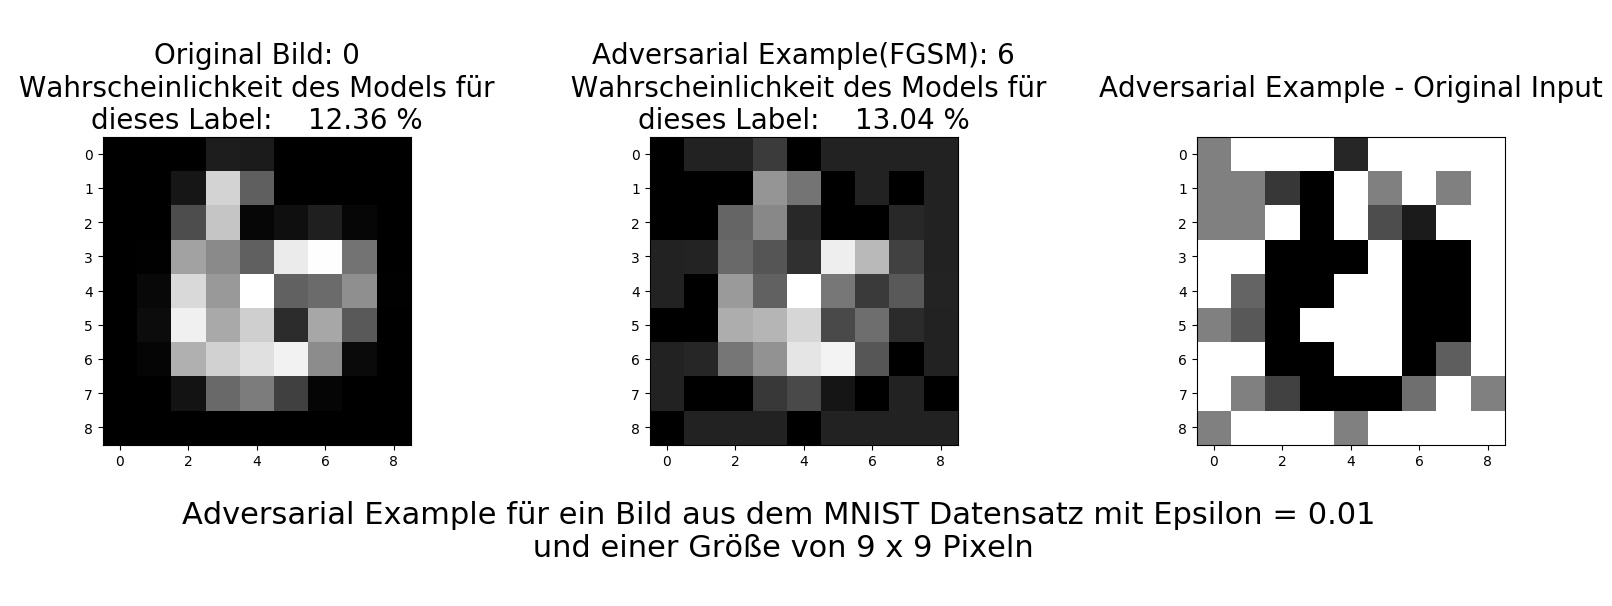 Original Bild: 0
Wahrscheinlichkeit des Models für
dieses Label: 12.36 %
0
1
2
3
4
5
6
7
8
0 2 4 6 8
Adversarial Example(FGSM): 6
Wahrscheinlichkeit des Models für
dieses Label: 13.04 %
0
1
2
3
4
5
6
7
8
0 2 4 6 8
Adversarial Example - Original Input
0
1
2
3
4
5
6
7
8
0 2 4 6 8
Adversarial Example für ein Bild aus dem MNIST Datensatz mit Epsilon = 0.01
und einer Größe von 9 x 9 Pixeln